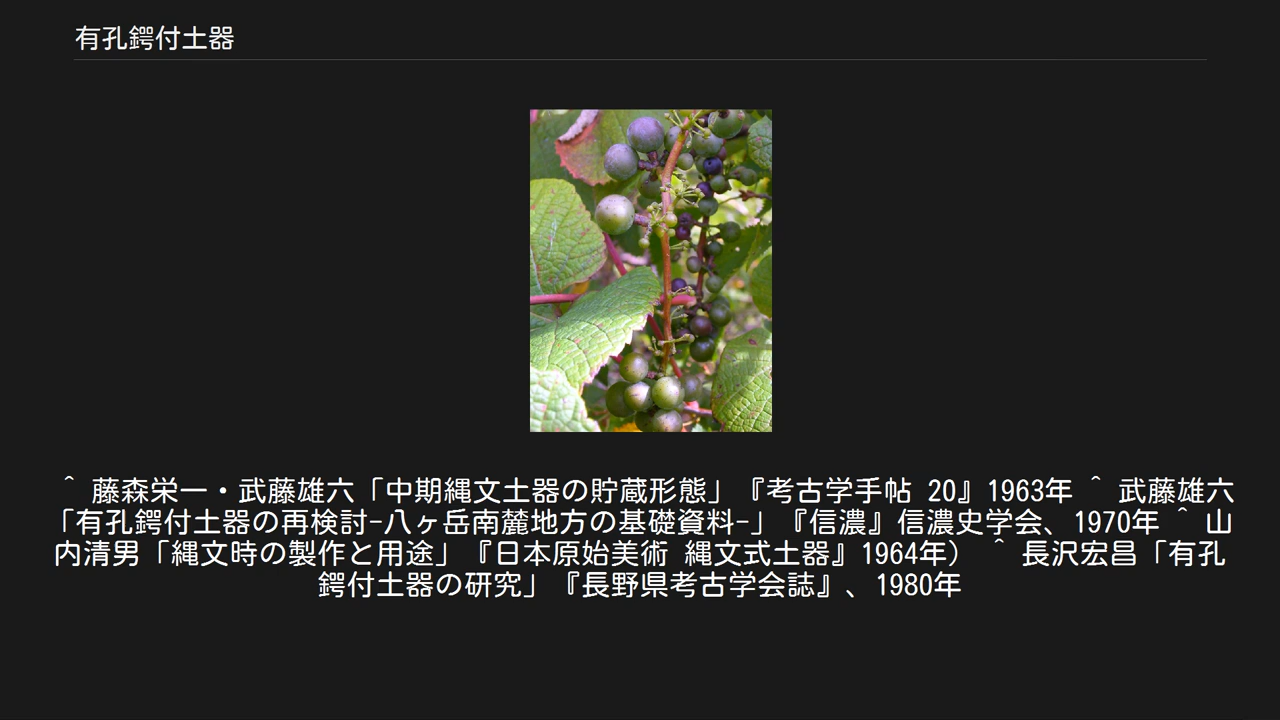 有孔鍔付土器
^ 藤森栄一・武藤雄六「中期縄文土器の貯蔵形態」『考古学手帖 20』1963年 ^ 武藤雄六
「有孔鍔付土器の再検討-八ヶ岳南麓地方の基礎資料-」『信濃』信濃史学会、1970年 ^ 山
内清男「縄文時の製作と用途」『日本原始美術 縄文式土器』1964年） ^ 長沢宏昌「有孔
鍔付土器の研究」『長野県考古学会誌』、1980年